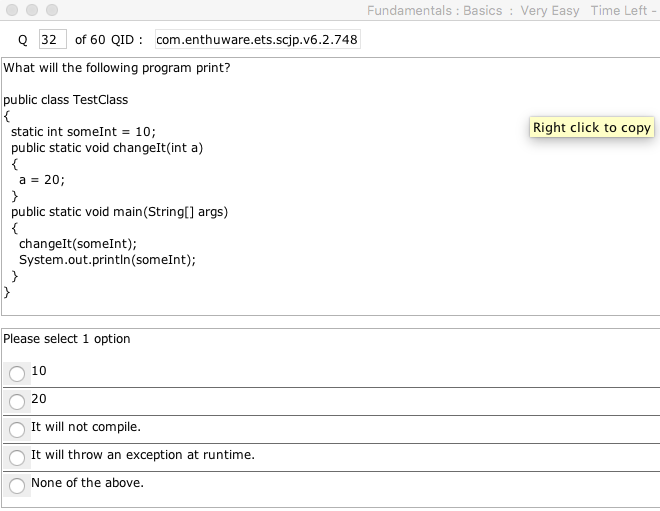 Fundamentals : Basics  :  Very Easy   Time Left -
Q 32 of 60 QID : com.enthuware.ets.scjp.v6.2.748
What will the following program print?
public class TestClass
{
static int someInt = 10;
public static void changeIt(int a)
{
a = 20;
}
public static void main(String[] args)
{
changeIt(someInt);
System.out.println(someInt);
}
}
Right click to copy
Please select 1 option
10
20
It will not compile.
It will throw an exception at runtime.
None of the above.